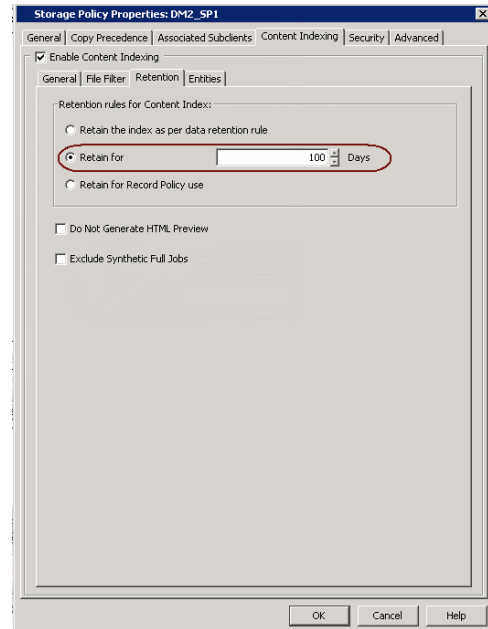 Storage Policy Properties: DM2_SP1
General Copy Precedence Associated Subclients Content Indexing Security Advanced
Enable Content Indexing
General File Filter Retention Entities
Retention rules for Content Index:
Retain the index as per data retention rule
Retain for 100 Days
Retain for Record Policy use
Do Not Generate HTML Preview
Exclude Synthetic Full Jobs
OK Cancel Help